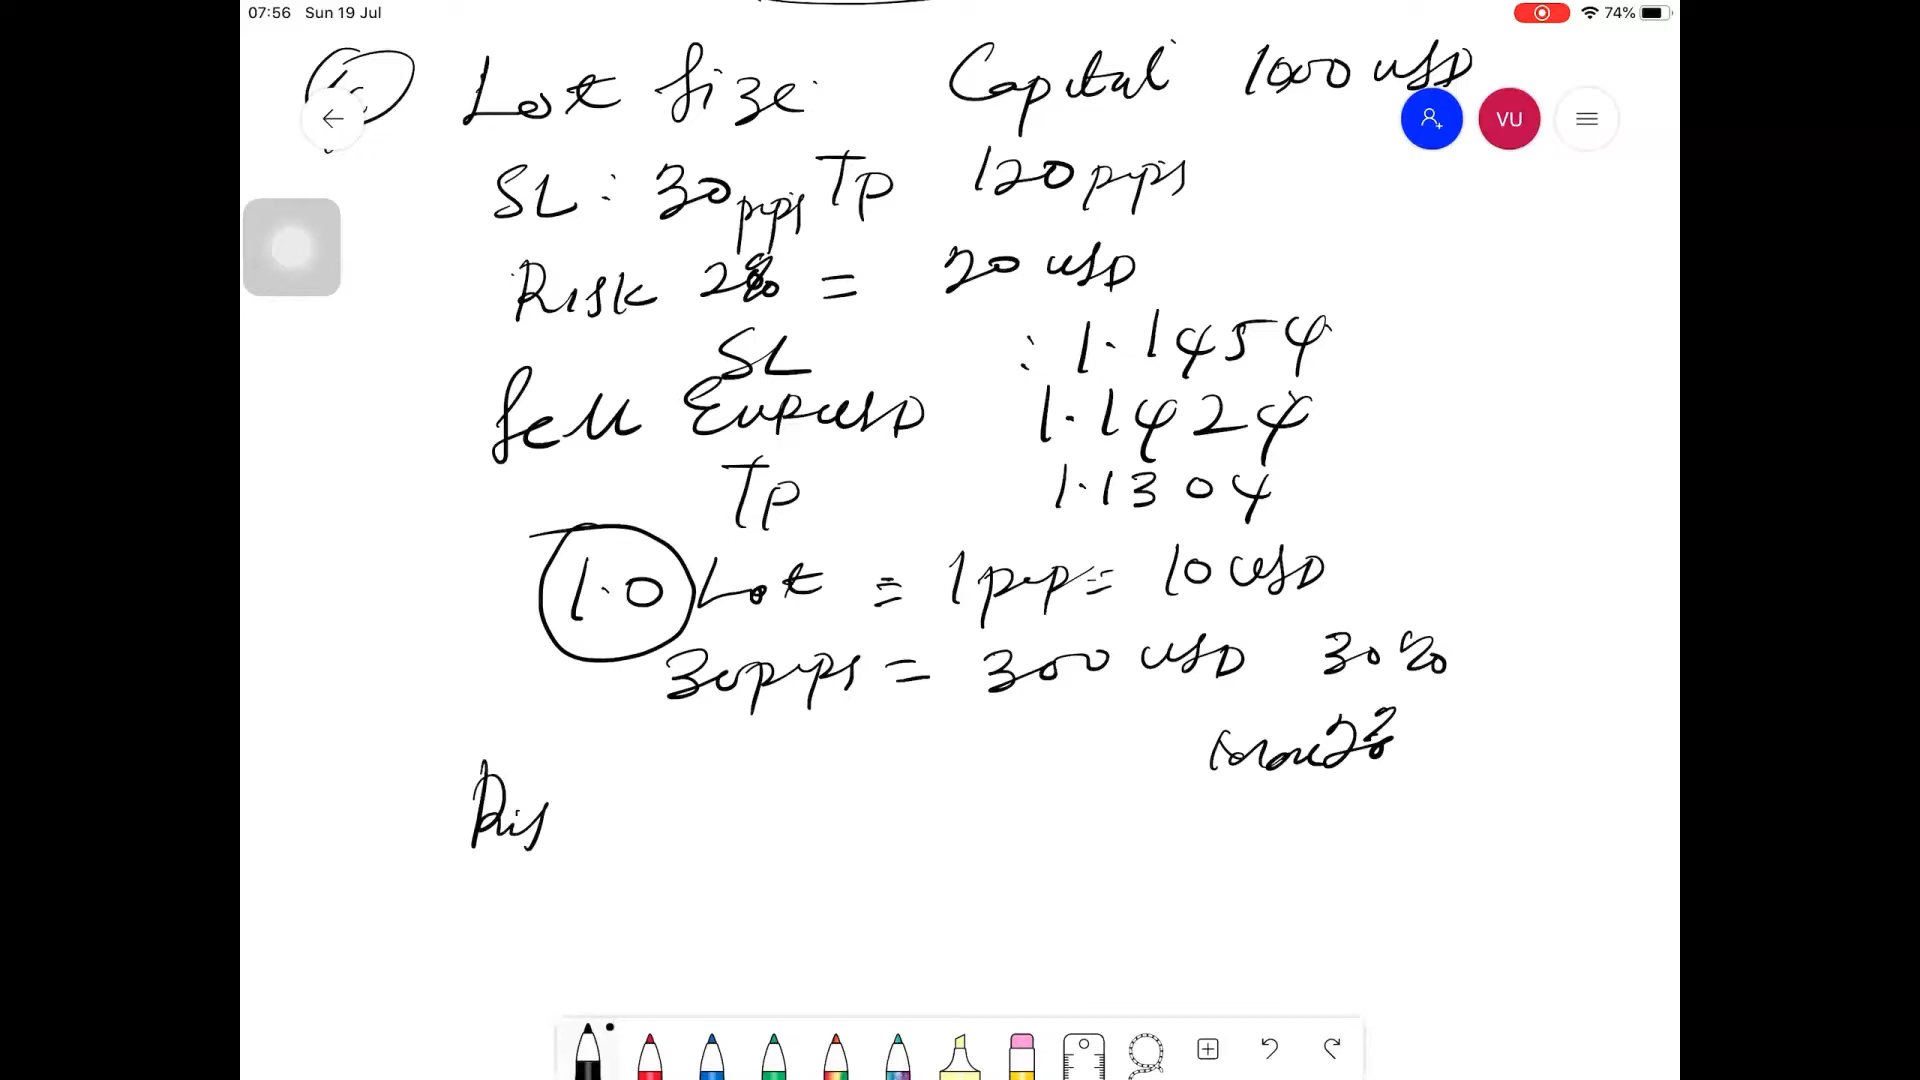 07:56 Sun 19 Jul 74%
Lot Size: Capital 1000 USD
VU
SL: 30 pips TP 120 pips
Risk 2% = 20 USD
SL : 1.1454
Sell EURUSD 1.1424
TP 1.1304
1.0 Lot = 1 pip = 10 USD
30 pips = 300 USD 30%
2%
Ris